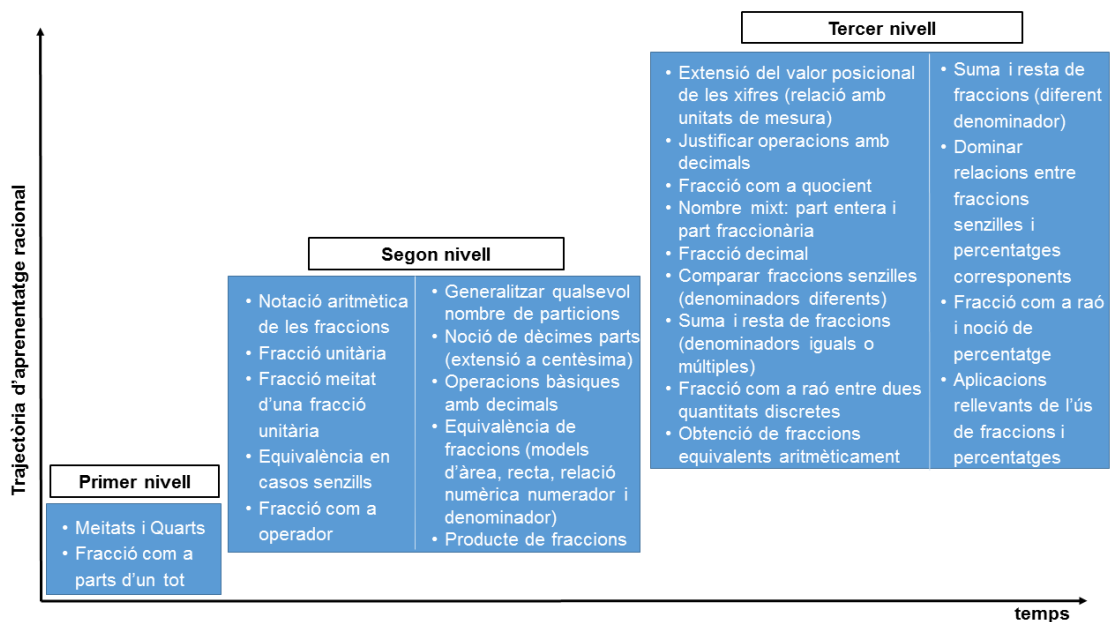 Trajectòria d'aprenentatge racional
Primer nivell
• Meitats i Quarts
• Fracció com a
parts d'un tot
Segon nivell
• Notació aritmètica
de les fraccions
• Fracció unitària
• Fracció meitat
d'una fracció
unitària
• Equivalència en
casos senzills
• Fracció com a
operador
• Generalitzar qualsevol
nombre de particions
• Noció de dècimes parts
(extensió a centèsima)
• Operacions bàsiques
amb decimals
• Equivalència de
fraccions (models
d'àrea, recta, relació
numèrica numerador i
denominador)
• Producte de fraccions
Tercer nivell
• Extensió del valor posicional
de les xifres (relació amb
unitats de mesura)
• Justificar operacions amb
decimals
• Fracció com a quocient
• Nombre mixt: part entera i
part fraccionària
• Fracció decimal
• Comparar fraccions senzilles
(denominadors diferents)
• Suma i resta de fraccions
(denominadors iguals o
múltiples)
• Fracció com a raó entre dues
quantitats discretes
• Obtenció de fraccions
equivalents aritmèticament
• Suma i resta de
fraccions (diferent
denominador)
• Dominar
relacions entre
fraccions
senzilles i
percentatges
corresponents
• Fracció com a raó
i noció de
percentatge
• Aplicacions
rellevants de l'ús
de fraccions i
percentatges
temps